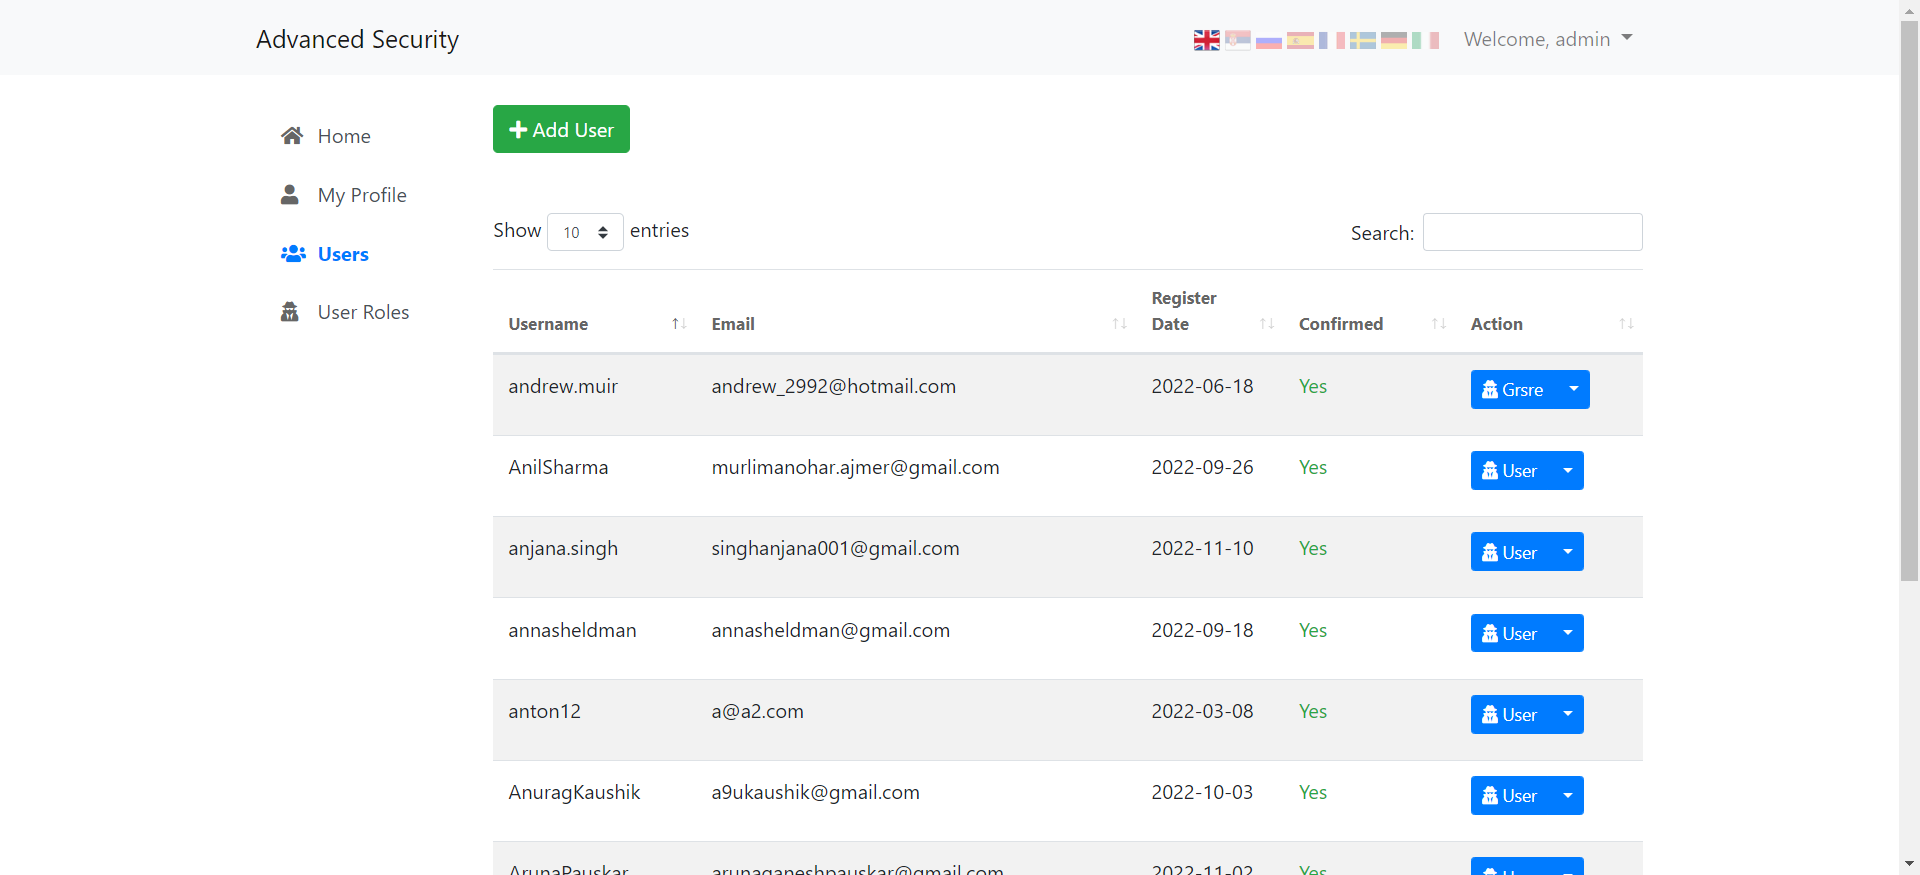 Advanced Security
Welcome, admin
Home
My Profile
Users
User Roles
Add User
Show 10 entries
Search:
Username Email Register Date Confirmed Action
andrew.muir andrew_2992@hotmail.com 2022-06-18 Yes Grsre
AnilSharma murlimanohar.ajmer@gmail.com 2022-09-26 Yes User
anjana.singh singhanjana001@gmail.com 2022-11-10 Yes User
annasheldman annasheldman@gmail.com 2022-09-18 Yes User
anton12 a@a2.com 2022-03-08 Yes User
AnuragKaushik a9ukaushik@gmail.com 2022-10-03 Yes User
ArunaPauskar arunaganeshpauskar@gmail.com 2022-11-02 Yes